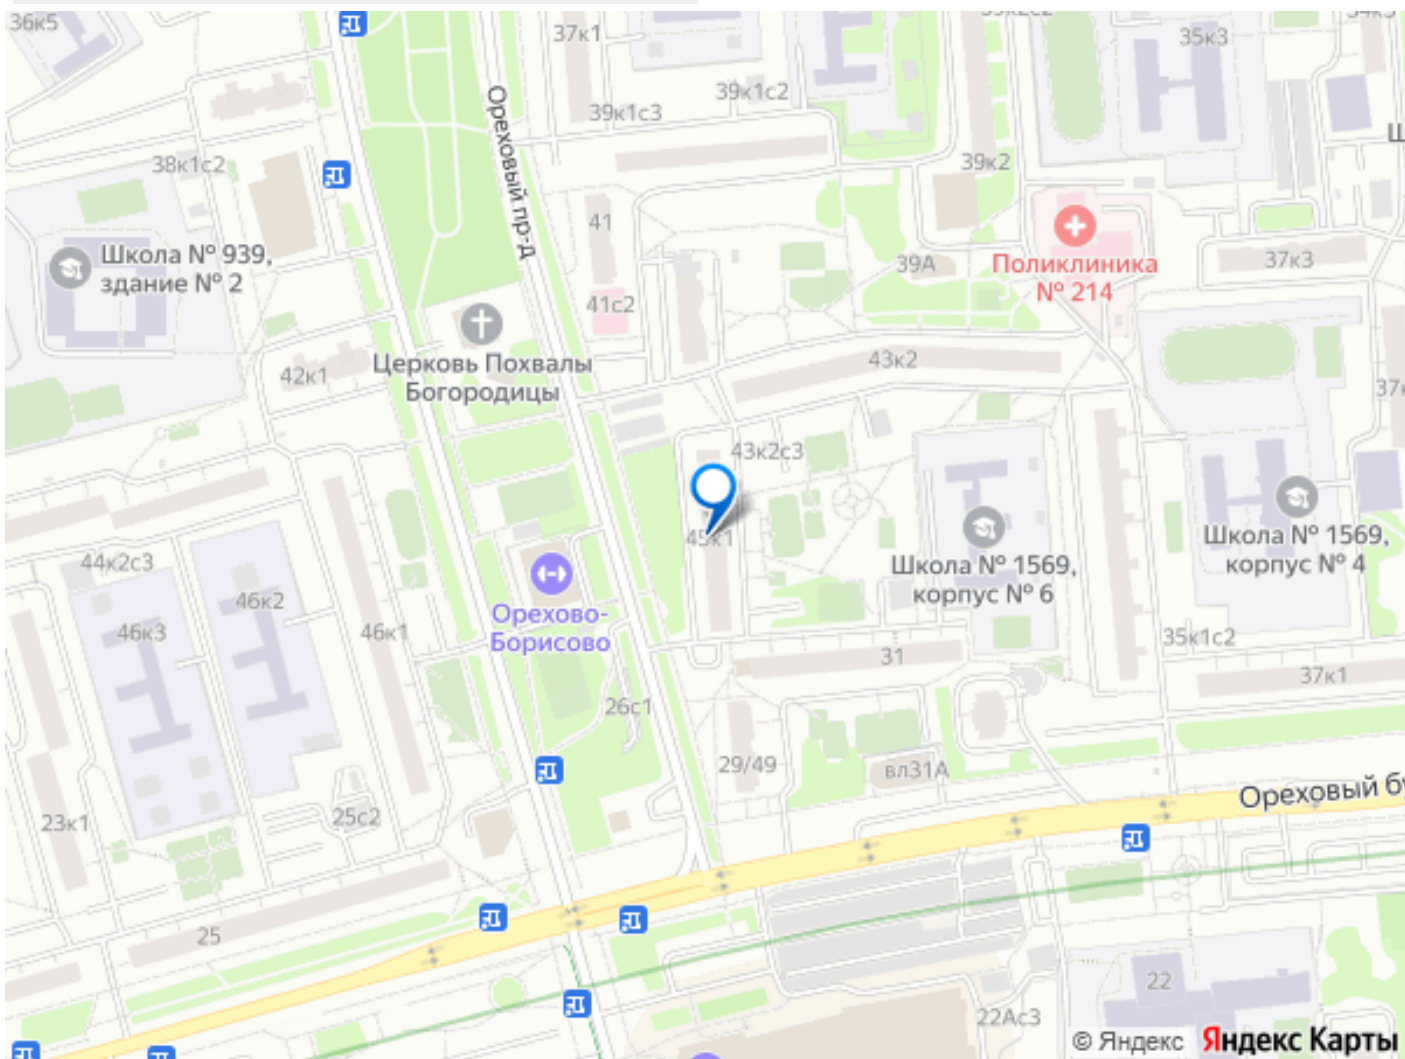 36к5
37к1
35к3
39к1с2
39к1с3
38к1с2
39к2
Ореховый пр-д
41
Школа № 939,
здание № 2
39А
Поликлиника
№ 214
37к3
41с2
Церковь Похвалы
Богородицы
42к1
43к2
43к2с3
45к1
Школа № 1569,
корпус № 4
Школа № 1569,
корпус № 6
44к2с3
46к2
46к3
46к1
Орехово-
Борисово
35к1с2
31
37к1
26с1
29/49
вл31А
Ореховый бу
25с2
23к1
25
22
22Ас3
© Яндекс Яндекс Карты